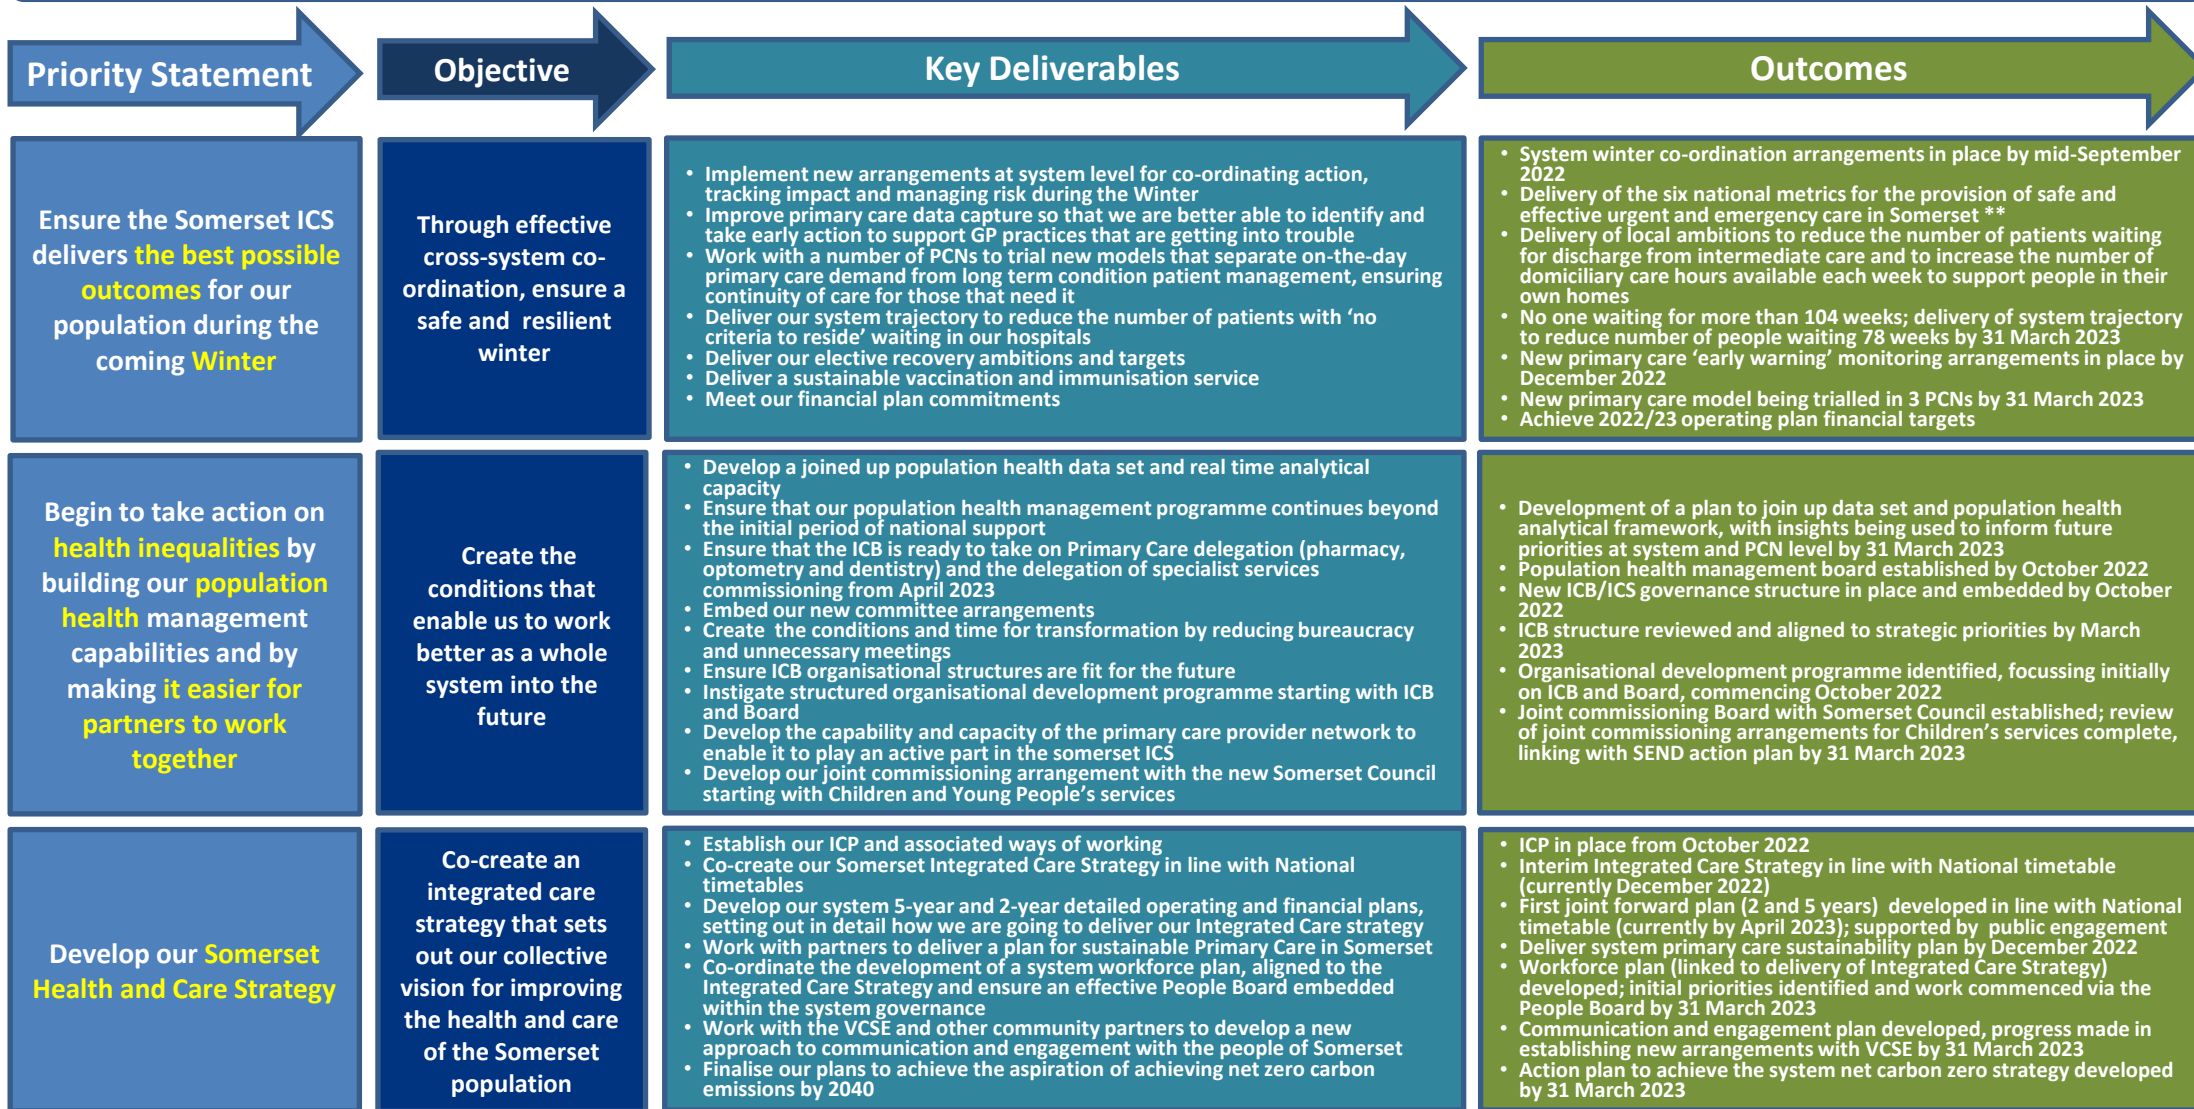 Priority Statement
Objective
Key Deliverables
Outcomes
Ensure the Somerset ICS
delivers the best possible
outcomes for our
population during the
coming Winter
Through effective
cross-system co-
ordination, ensure a
safe and resilient
winter
• Implement new arrangements at system level for co-ordinating action,
tracking impact and managing risk during the Winter
• Improve primary care data capture so that we are better able to identify and
take early action to support GP practices that are getting into trouble
• Work with a number of PCNs to trial new models that separate on-the-day
primary care demand from long term condition patient management, ensuring
continuity of care for those that need it
• Deliver our system trajectory to reduce the number of patients with ‘no
criteria to reside’ waiting in our hospitals
• Deliver our elective recovery ambitions and targets
• Deliver a sustainable vaccination and immunisation service
• Meet our financial plan commitments
• System winter co-ordination arrangements in place by mid-September
2022
• Delivery of the six national metrics for the provision of safe and
effective urgent and emergency care in Somerset **
• Delivery of local ambitions to reduce the number of patients waiting
for discharge from intermediate care and to increase the number of
domiciliary care hours available each week to support people in their
own homes
• No one waiting for more than 104 weeks; delivery of system trajectory
to reduce number of people waiting 78 weeks by 31 March 2023
• New primary care ‘early warning’ monitoring arrangements in place by
December 2022
• New primary care model being trialled in 3 PCNs by 31 March 2023
• Achieve 2022/23 operating plan financial targets
Begin to take action on
health inequalities by
building our population
health management
capabilities and by
making it easier for
partners to work
together
Create the
conditions that
enable us to work
better as a whole
system into the
future
• Develop a joined up population health data set and real time analytical
capacity
• Ensure that our population health management programme continues beyond
the initial period of national support
• Ensure that the ICB is ready to take on Primary Care delegation (pharmacy,
optometry and dentistry) and the delegation of specialist services
commissioning from April 2023
• Embed our new committee arrangements
• Create the conditions and time for transformation by reducing bureaucracy
and unnecessary meetings
• Ensure ICB organisational structures are fit for the future
• Instigate structured organisational development programme starting with ICB
and Board
• Develop the capability and capacity of the primary care provider network to
enable it to play an active part in the somerset ICS
• Develop our joint commissioning arrangement with the new Somerset Council
starting with Children and Young People’s services
• Development of a plan to join up data set and population health
analytical framework, with insights being used to inform future
priorities at system and PCN level by 31 March 2023
• Population health management board established by October 2022
• New ICB/ICS governance structure in place and embedded by October
2022
• ICB structure reviewed and aligned to strategic priorities by March
2023
• Organisational development programme identified, focussing initially
on ICB and Board, commencing October 2022
• Joint commissioning Board with Somerset Council established; review
of joint commissioning arrangements for Children’s services complete,
linking with SEND action plan by 31 March 2023
Develop our Somerset
Health and Care Strategy
Co-create an
integrated care
strategy that sets
out our collective
vision for improving
the health and care
of the Somerset
population
• Establish our ICP and associated ways of working
• Co-create our Somerset Integrated Care Strategy in line with National
timetables
• Develop our system 5-year and 2-year detailed operating and financial plans,
setting out in detail how we are going to deliver our Integrated Care strategy
• Work with partners to deliver a plan for sustainable Primary Care in Somerset
• Co-ordinate the development of a system workforce plan, aligned to the
Integrated Care Strategy and ensure an effective People Board embedded
within the system governance
• Work with the VCSE and other community partners to develop a new
approach to communication and engagement with the people of Somerset
• Finalise our plans to achieve the aspiration of achieving net zero carbon
emissions by 2040
• ICP in place from October 2022
• Interim Integrated Care Strategy in line with National timetable
(currently December 2022)
• First joint forward plan (2 and 5 years) developed in line with National
timetable (currently by April 2023); supported by public engagement
• Deliver system primary care sustainability plan by December 2022
• Workforce plan (linked to delivery of Integrated Care Strategy)
developed; initial priorities identified and work commenced via the
People Board by 31 March 2023
• Communication and engagement plan developed, progress made in
establishing new arrangements with VCSE by 31 March 2023
• Action plan to achieve the system net carbon zero strategy developed
by 31 March 2023